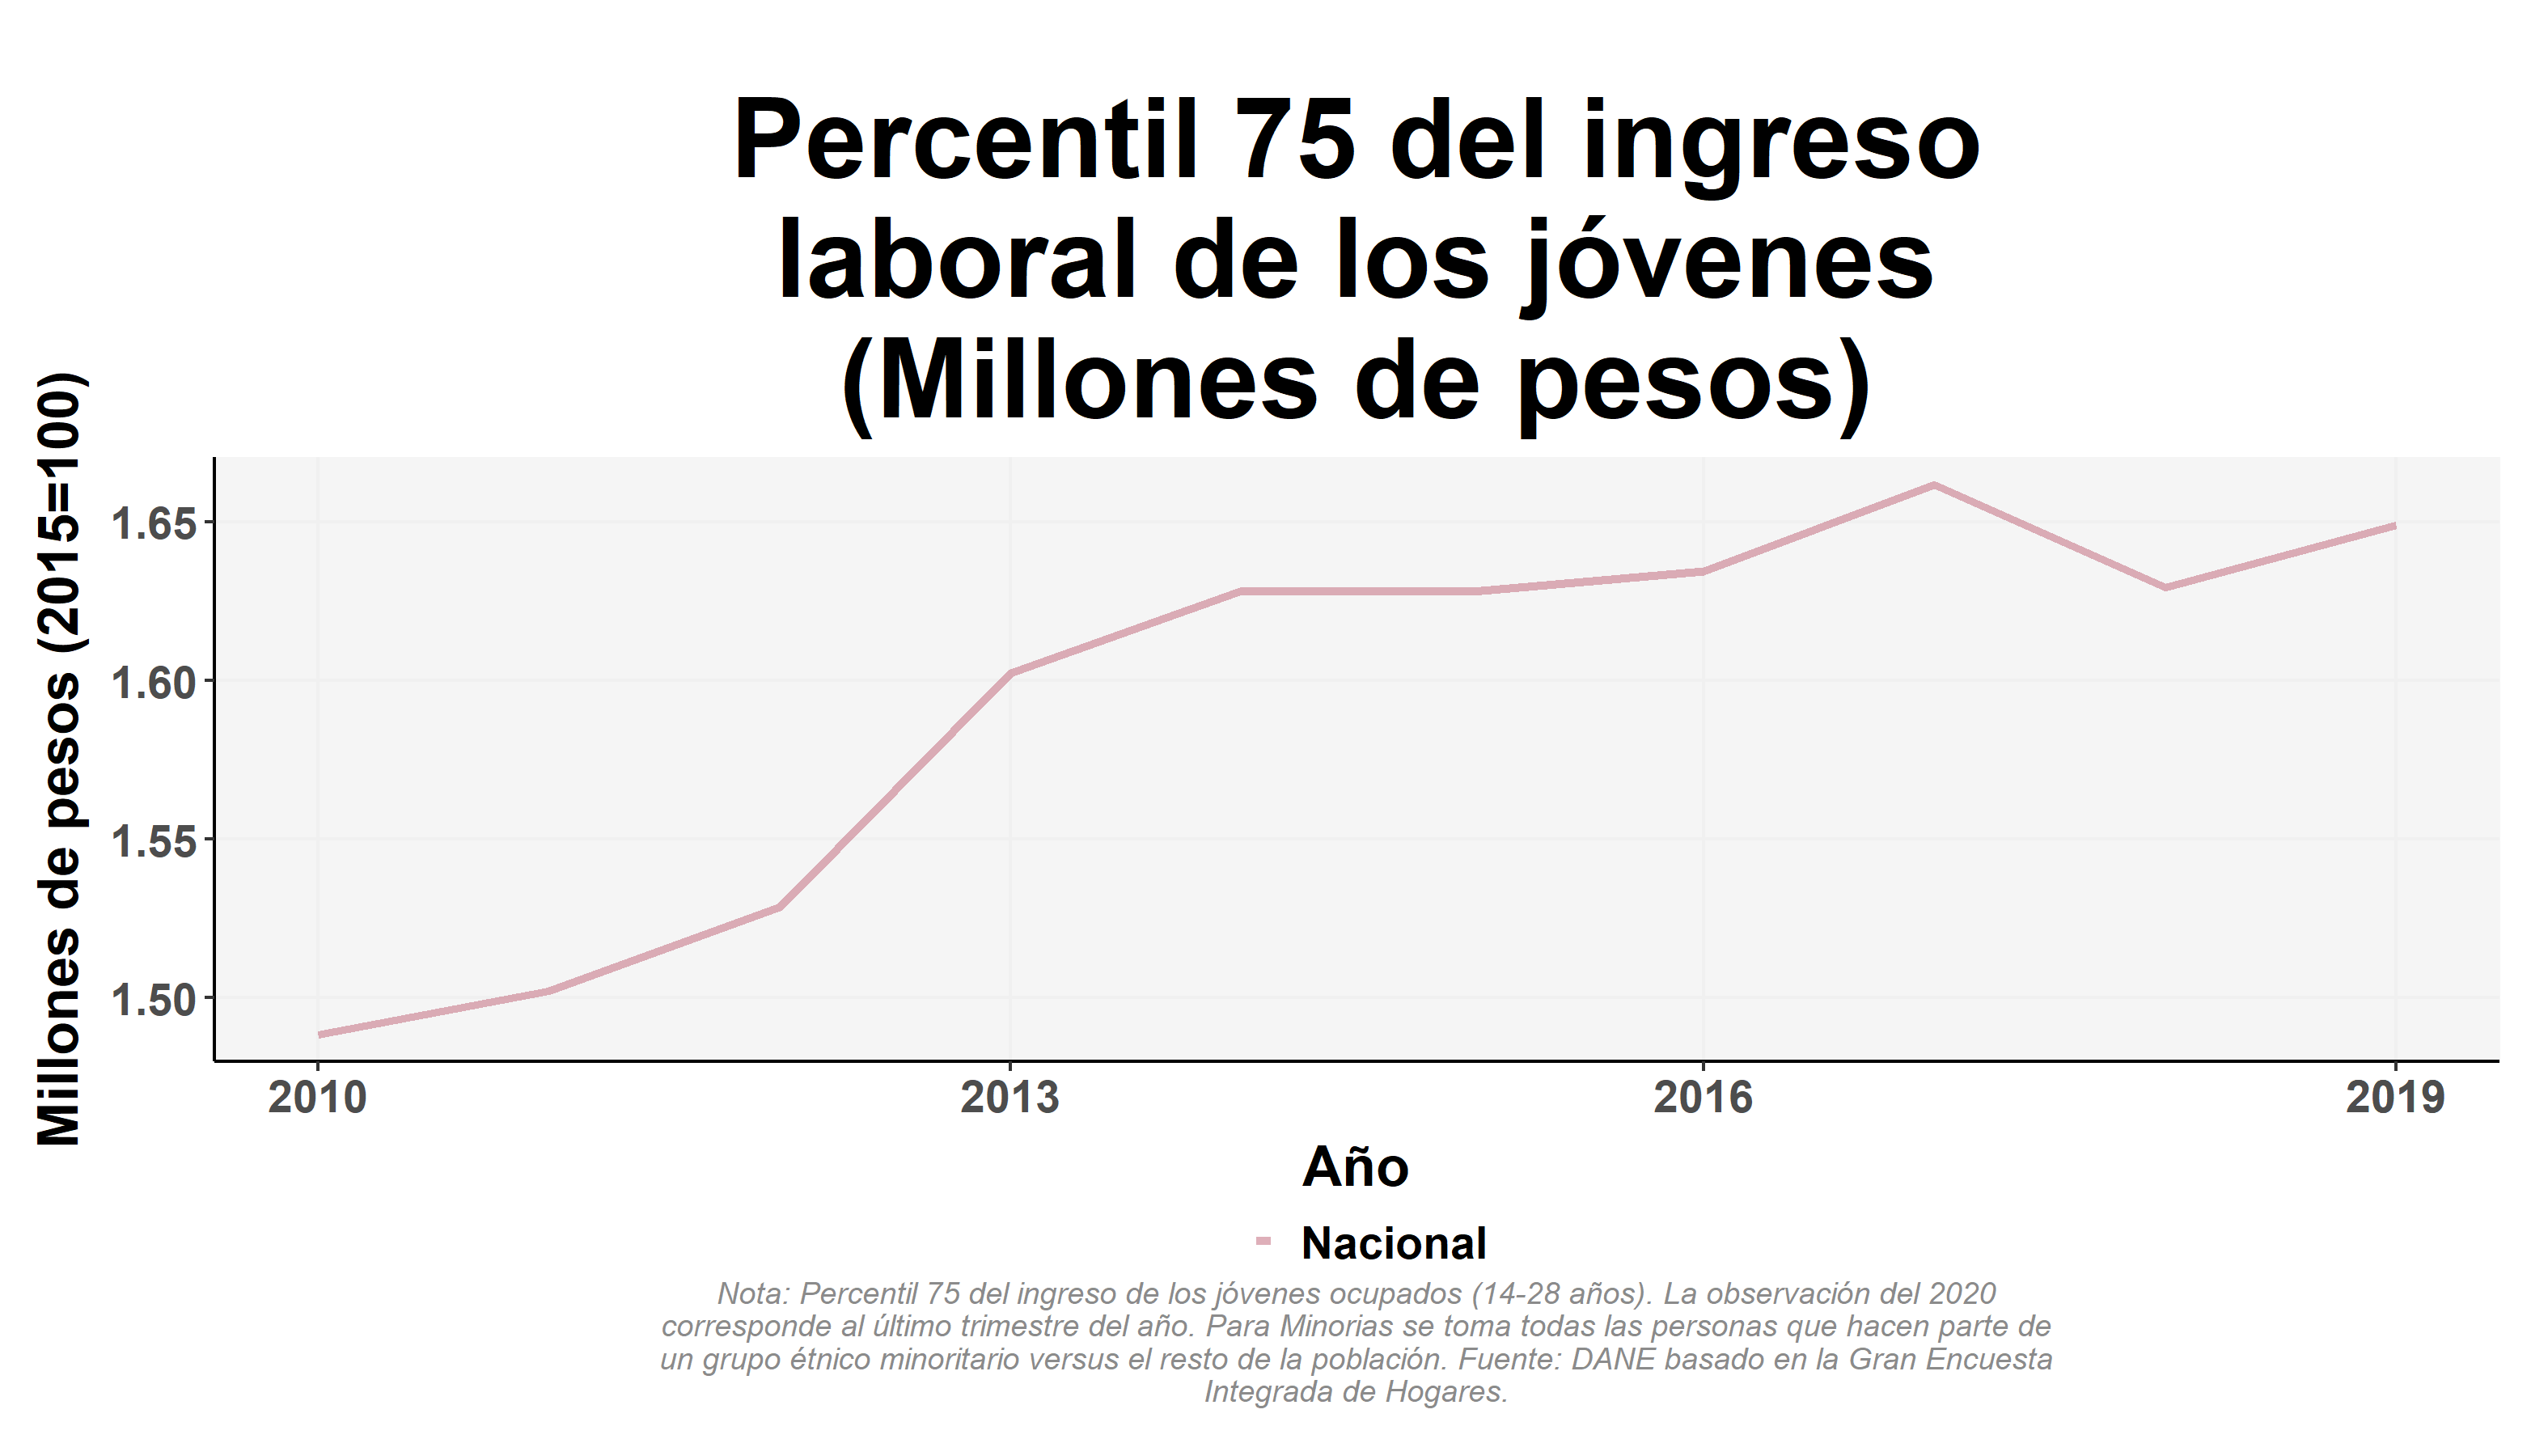 Percentil 75 del ingreso
laboral de los jóvenes
(Millones de pesos)
Millones de pesos (2015=100)
1.65
1.60
1.55
1.50
2010 2013 2016 2019
Año
Nacional
Nota: Percentil 75 del ingreso de los jóvenes ocupados (14-28 años). La observación del 2020
corresponde al último trimestre del año. Para Minorias se toma todas las personas que hacen parte de
un grupo étnico minoritario versus el resto de la población. Fuente: DANE basado en la Gran Encuesta
Integrada de Hogares.